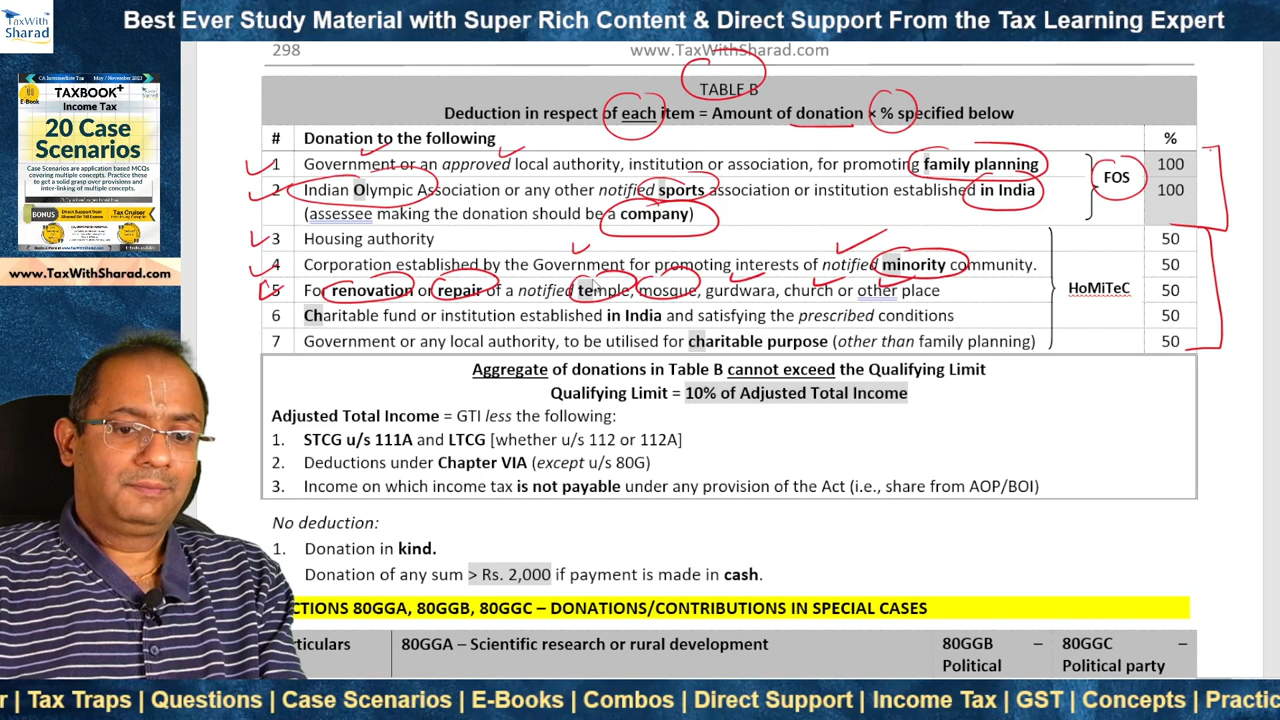 Best Ever Study Material with Super Rich Content & Direct Support From the Tax Learning Expert
TaxWith
Sharad
CA Intermediate Tax
TAXBOOK+
E-Book
Income Tax
20 Case
Scenarios
BONUS
Tax Cruiser
www.TaxWithSharad.com
298
www.TaxWithSharad.com
TABLE B
Deduction in respect of each item = Amount of donation × % specified below
# Donation to the following %
1 Government or an approved local authority, institution or association, for promoting family planning 100
2 Indian Olympic Association or any other notified sports association or institution established in India 100
(assessee making the donation should be a company)
FOS
3 Housing authority 50
4 Corporation established by the Government for promoting interests of notified minority community. 50
5 For renovation or repair of a notified temple, mosque, gurdwara, church or other place 50
HoMiTeC
6 Charitable fund or institution established in India and satisfying the prescribed conditions 50
7 Government or any local authority, to be utilised for charitable purpose (other than family planning) 50
Aggregate of donations in Table B cannot exceed the Qualifying Limit
Qualifying Limit = 10% of Adjusted Total Income
Adjusted Total Income = GTI less the following:
1. STCG u/s 111A and LTCG [whether u/s 112 or 112A]
2. Deductions under Chapter VIA (except u/s 80G)
3. Income on which income tax is not payable under any provision of the Act (i.e., share from AOP/BOI)
No deduction:
1. Donation in kind.
Donation of any sum > Rs. 2,000 if payment is made in cash.
CTIONS 80GGA, 80GGB, 80GGC – DONATIONS/CONTRIBUTIONS IN SPECIAL CASES
rticulars 80GGA – Scientific research or rural development 80GGB – 80GGC –
Political Political party
r | Tax Traps | Questions | Case Scenarios | E-Books | Combos | Direct Support | Income Tax | GST | Concepts | Practic